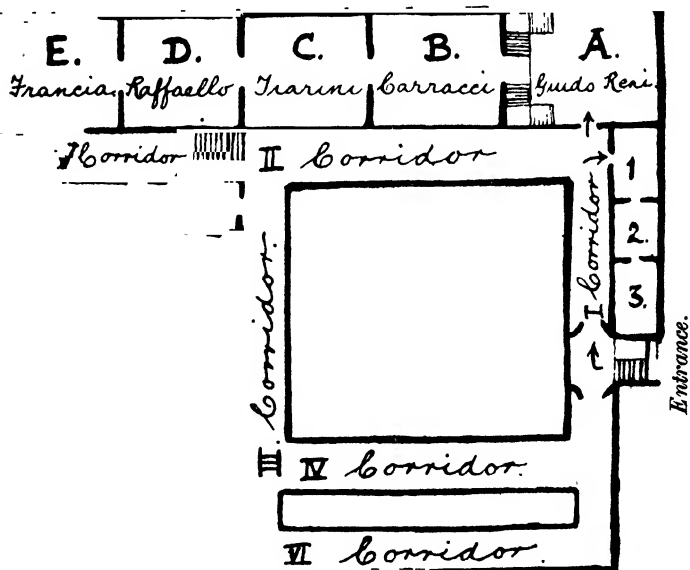 E. D. C. B. A.
Francia. Raffaello Tiarini Carracci Guido Reni.
V Corridor II Corridor
1
2.
3.
I Corridor
Corridor.
Entrance.
III
IV Corridor.
VI Corridor.